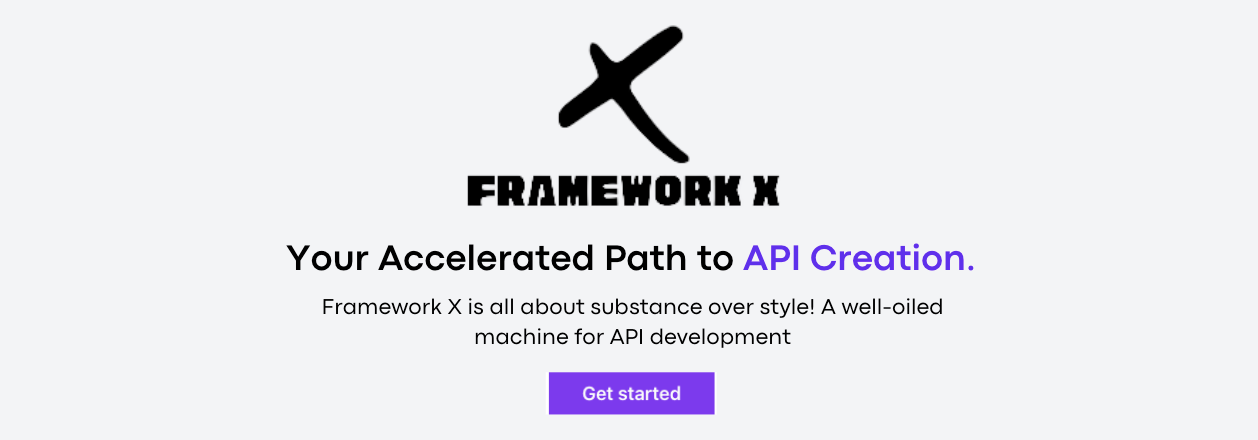 FRAMEWORK X
Your Accelerated Path to API Creation.
Framework X is all about substance over style! A well-oiled
machine for API development
Get started